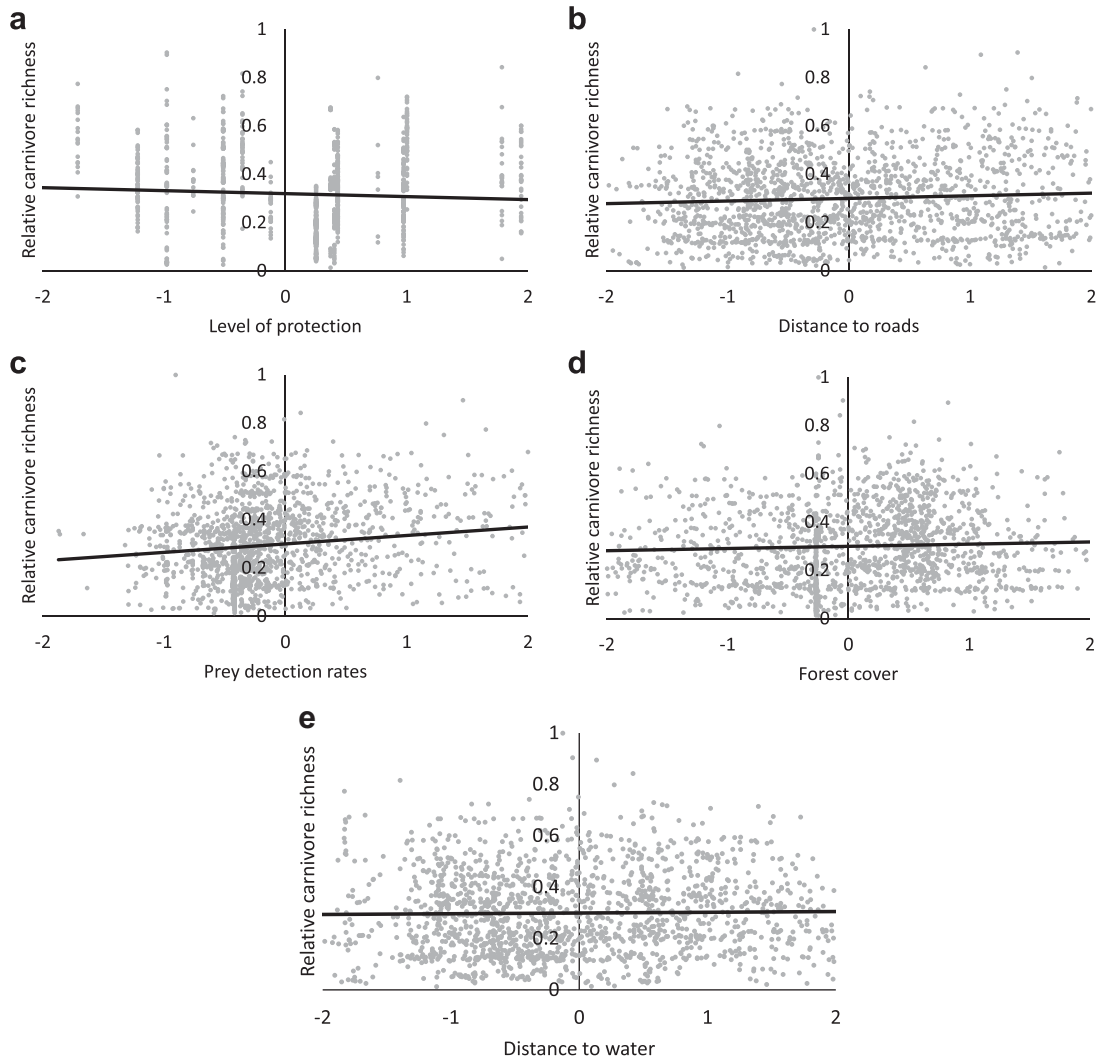 a
Relative carnivore richness
1
0.8
0.6
0.4
0.2
0
-2 -1 0 1 2
Level of protection
b
Relative carnivore richness
1
0.8
0.6
0.4
0.2
0
-2 -1 0 1 2
Distance to roads
c
Relative carnivore richness
1
0.8
0.6
0.4
0.2
0
-2 -1 0 1 2
Prey detection rates
d
Relative carnivore richness
1
0.8
0.6
0.4
0.2
0
-2 -1 0 1 2
Forest cover
e
Relative carnivore richness
1
0.8
0.6
0.4
0.2
0
-2 -1 0 1 2
Distance to water